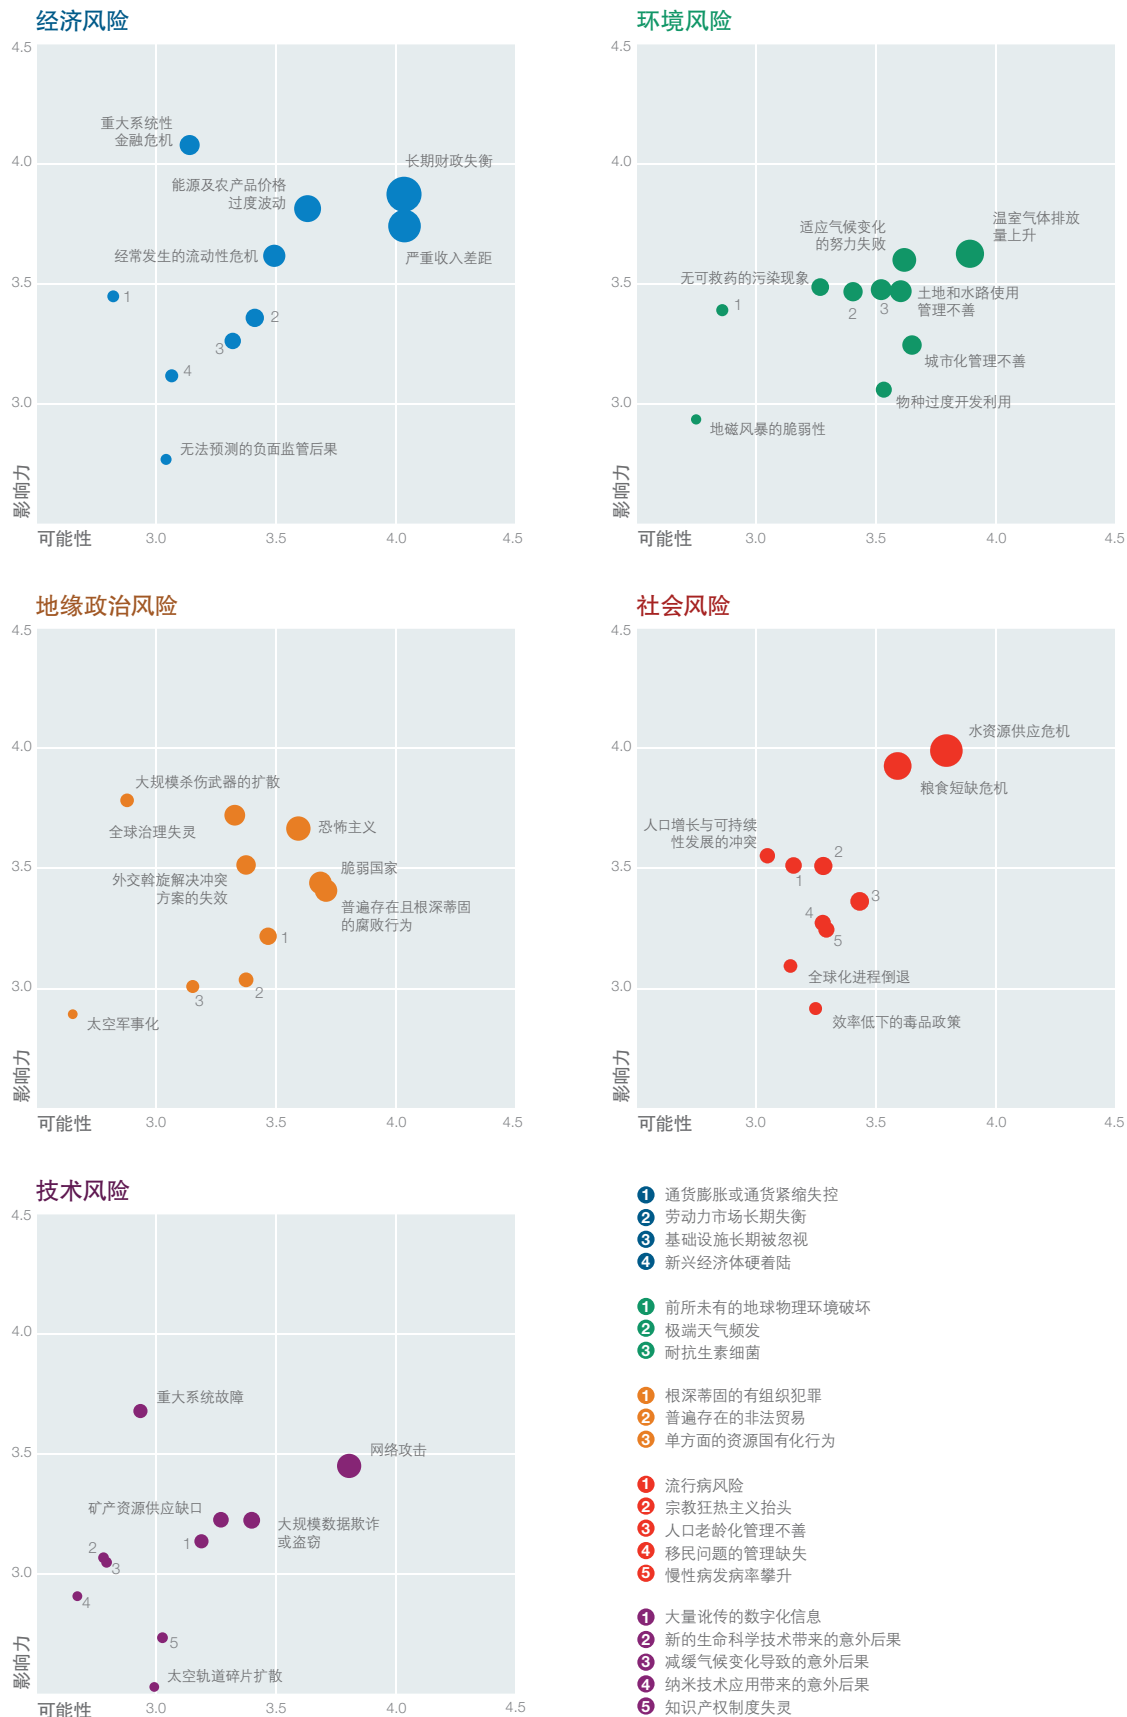 经济风险
4.5
4.0
3.5
3.0
重大系统性
金融危机
长期财政失衡
能源及农产品价格
过度波动
严重收入差距
经常发生的流动性危机
1
2
3
4
无法预测的负面监管后果
影响力
可能性
3.0
3.5
4.0
4.5
环境风险
4.5
4.0
3.5
3.0
温室气体排放
量上升
适应气候变化
的努力失败
无可救药的污染现象
土地和水路使用
管理不善
1
2
3
城市化管理不善
物种过度开发利用
地磁风暴的脆弱性
影响力
可能性
3.0
3.5
4.0
4.5
地缘政治风险
4.5
4.0
3.5
3.0
大规模杀伤武器的扩散
全球治理失灵
恐怖主义
脆弱国家
外交斡旋解决冲突
方案的失效
普遍存在且根深蒂固
的腐败行为
1
2
3
太空军事化
影响力
可能性
3.0
3.5
4.0
4.5
社会风险
4.5
4.0
3.5
3.0
水资源供应危机
粮食短缺危机
人口增长与可持续
性发展的冲突
2
1
3
4
5
全球化进程倒退
效率低下的毒品政策
影响力
可能性
3.0
3.5
4.0
4.5
技术风险
4.5
4.0
3.5
3.0
重大系统故障
网络攻击
矿产资源供应缺口
大规模数据欺诈
或盗窃
1
2
3
4
5
太空轨道碎片扩散
影响力
可能性
3.0
3.5
4.0
4.5
1 通货膨胀或通货紧缩失控
2 劳动力市场长期失衡
3 基础设施长期被忽视
4 新兴经济体硬着陆
1 前所未有的地球物理环境破坏
2 极端天气频发
3 耐抗生素细菌
1 根深蒂固的有组织犯罪
2 普遍存在的非法贸易
3 单方面的资源国有化行为
1 流行病风险
2 宗教狂热主义抬头
3 人口老龄化管理不善
4 移民问题的管理缺失
5 慢性病发病率攀升
1 大量讹传的数字化信息
2 新的生命科学技术带来的意外后果
3 减缓气候变化导致的意外后果
4 纳米技术应用带来的意外后果
5 知识产权制度失灵